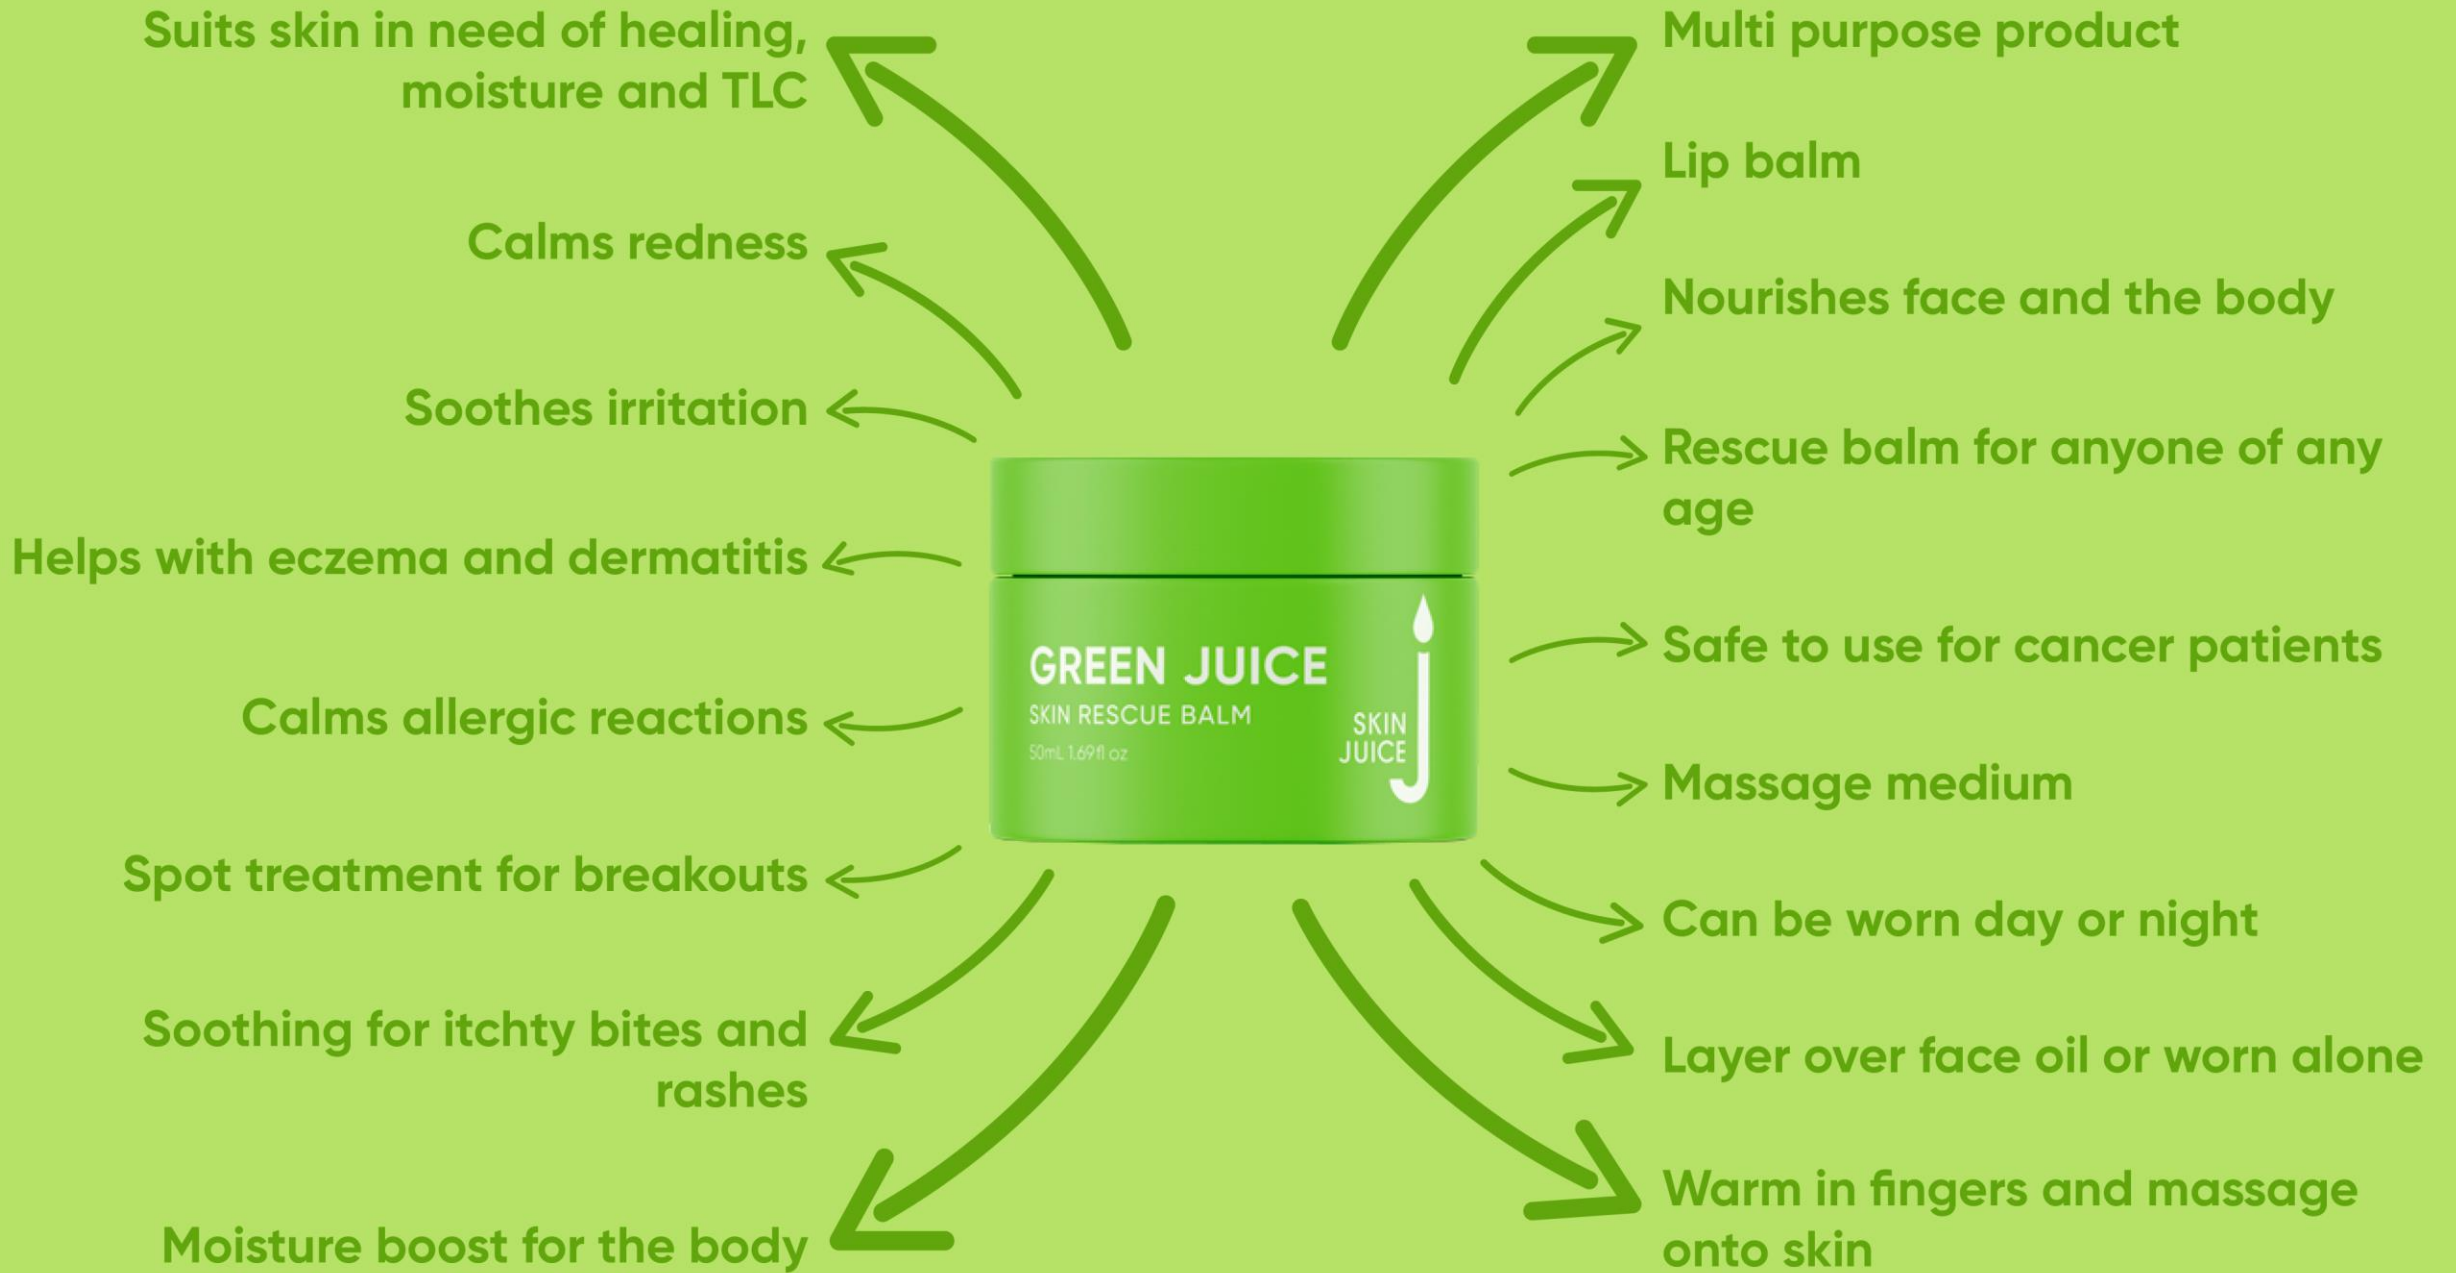 Suits skin in need of healing,
moisture and TLC
Calms redness
Soothes irritation
Helps with eczema and dermatitis
Calms allergic reactions
Spot treatment for breakouts
Soothing for itchty bites and
rashes
Moisture boost for the body
GREEN JUICE
SKIN RESCUE BALM
50mL 1.69fl oz
SKIN
JUICE
Multi purpose product
Lip balm
Nourishes face and the body
Rescue balm for anyone of any
age
Safe to use for cancer patients
Massage medium
Can be worn day or night
Layer over face oil or worn alone
Warm in fingers and massage
onto skin